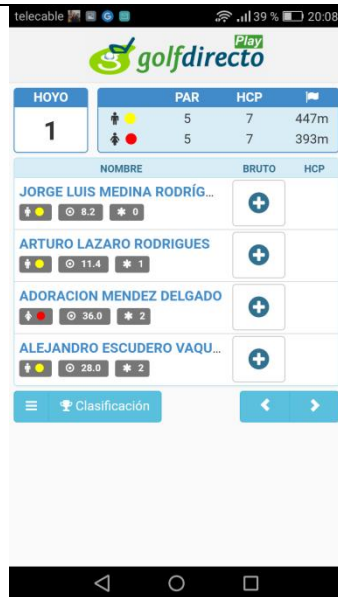 telecable 39 % 20:08
golfdirecto Play
HOYO PAR HCP
1 5 7 447m
5 7 393m
NOMBRE BRUTO HCP
JORGE LUIS MEDINA RODRÍG...
8.2 0
ARTURO LAZARO RODRIGUES
11.4 1
ADORACION MENDEZ DELGADO
36.0 2
ALEJANDRO ESCUDERO VAQU...
28.0 2
Clasificación